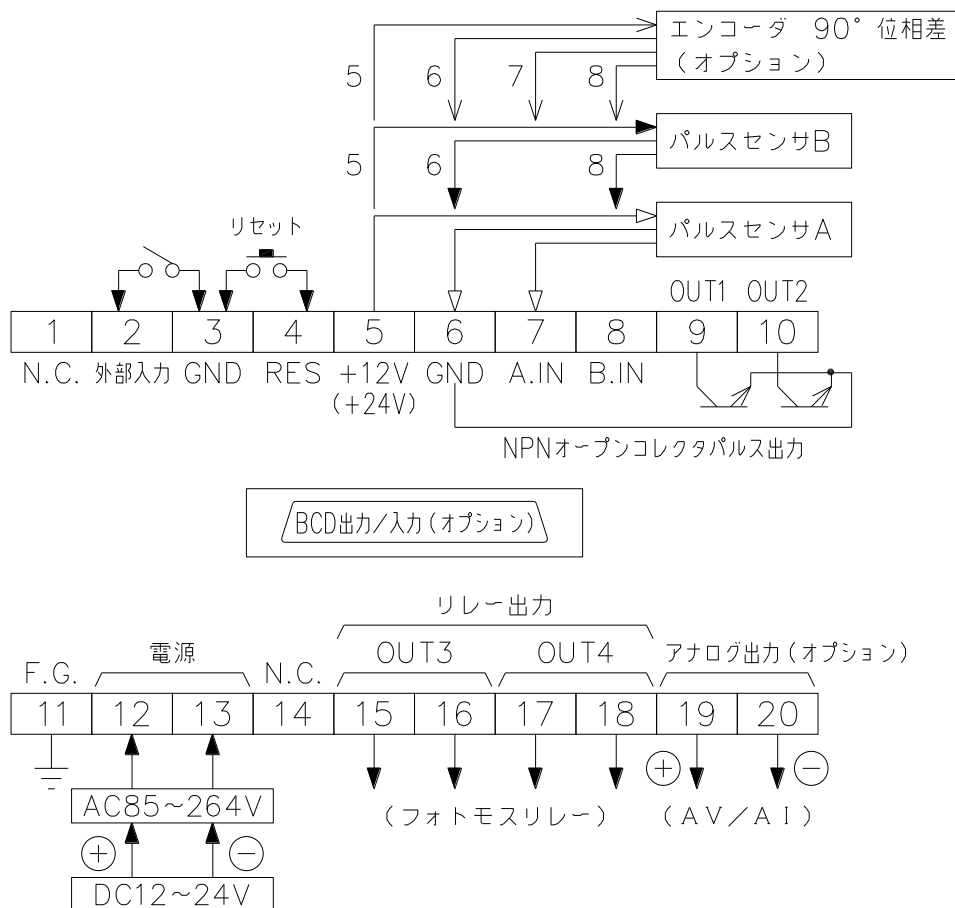 エンコーダ 90°位相差
(オプション)
5 6 7 8
パルスセンサB
5 6 8
リセット
パルスセンサA
OUT1 OUT2
1 2 3 4 5 6 7 8 9 10
N.C. 外部入力 GND RES +12V GND A.IN B.IN
(+24V)
NPNオープンコレクタパルス出力
BCD出力/入力(オプション)
リレー出力
F.G. 電源 N.C. OUT3 OUT4 アナログ出力(オプション)
11 12 13 14 15 16 17 18 19 20
+ -
AC85~264V
(フォトモスリレー) (AV/AI)
+ -
DC12~24V